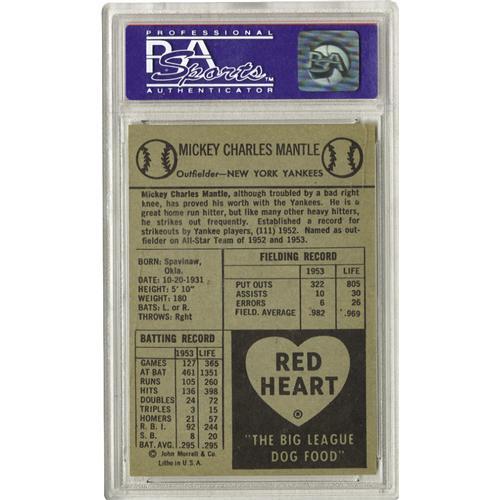 PROFESSIONAL
PSA
Sports™
AUTHENTICATOR
PSA
MICKEY CHARLES MANTLE
Outfielder—NEW YORK YANKEES
Mickey Charles Mantle, although troubled by a bad right
knee, has proved his worth with the Yankees. He is a
great home run hitter, but like many other heavy hitters,
he strikes out frequently. Established a record for
strikeouts by Yankee players, (111) 1952. Named as out-
fielder on All-Star Team of 1952 and 1953.
BORN: Spavinaw,
Okla.
DATE: 10-20-1931
HEIGHT: 5' 10"
WEIGHT: 180
BATS: L. or R.
THROWS: Rght
FIELDING RECORD
1953 LIFE
PUT OUTS 322 805
ASSISTS 10 30
ERRORS 6 26
FIELD. AVERAGE .982 .969
BATTING RECORD
1953 LIFE
GAMES 127 365
AT BAT 461 1351
RUNS 105 260
HITS 136 398
DOUBLES 24 72
TRIPLES 3 15
HOMERS 21 57
R. B. I. 92 244
S. B. 8 20
BAT. AVG. .295 .295
© John Morrell & Co.
Litho in U.S.A.
RED
HEART
®
"THE BIG LEAGUE
DOG FOOD"